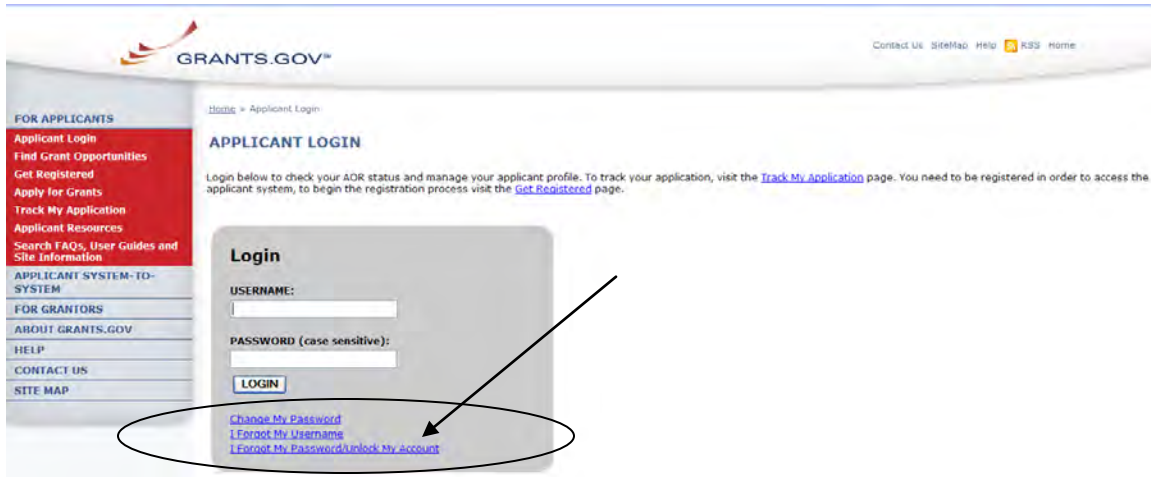 GRANTS.GOV℠
Contact Us SiteMap Help RSS Home
FOR APPLICANTS
Applicant Login
Find Grant Opportunities
Get Registered
Apply for Grants
Track My Application
Applicant Resources
Search FAQs, User Guides and
Site Information
APPLICANT SYSTEM-TO-
SYSTEM
FOR GRANTORS
ABOUT GRANTS.GOV
HELP
CONTACT US
SITE MAP
Home > Applicant Login
APPLICANT LOGIN
Login below to check your AOR status and manage your applicant profile. To track your application, visit the Track My Application page. You need to be registered in order to access the
applicant system, to begin the registration process visit the Get Registered page.
Login
USERNAME:
PASSWORD (case sensitive):
LOGIN
Change My Password
I Forgot My Username
I Forgot My Password/Unlock My Account